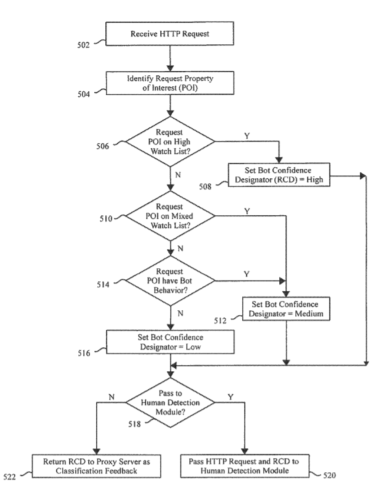 Receive HTTP Request
502
Identify Request Property
of Interest (POI)
504
Request
POI on High
Watch List?
506
Y
N
Set Bot Confidence
Designator (RCD) = High
508
Request
POI on Mixed
Watch List?
510
Y
N
Request
POI have Bot
Behavior?
514
Y
N
Set Bot Confidence
Designator = Medium
512
Set Bot Confidence
Designator = Low
516
Pass to
Human Detection
Module?
518
N
Y
Return RCD to Proxy Server as
Classification Feedback
522
Pass HTTP Request and RCD to
Human Detection Module
520